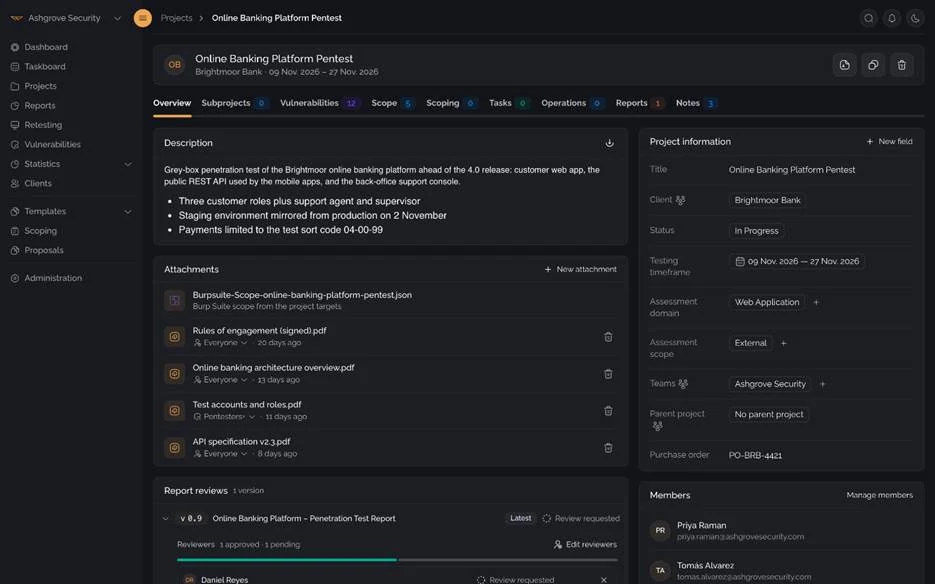 Ashgrove Security
Projects > Online Banking Platform Pentest
Dashboard
Taskboard
Projects
Reports
Retesting
Vulnerabilities
Statistics
Clients
Templates
Scoping
Proposals
Administration
OB
Online Banking Platform Pentest
Brightmoor Bank · 09 Nov. 2026 – 27 Nov. 2026
Overview Subprojects 0 Vulnerabilities 12 Scope 5 Scoping 0 Tasks 0 Operations 0 Reports 1 Notes 3
Description
Grey-box penetration test of the Brightmoor online banking platform ahead of the 4.0 release: customer web app, the
public REST API used by the mobile apps, and the back-office support console.
• Three customer roles plus support agent and supervisor
• Staging environment mirrored from production on 2 November
• Payments limited to the test sort code 04-00-99
Attachments + New attachment
Burpsuite-Scope-online-banking-platform-pentest.json
Burp Suite scope from the project targets
Rules of engagement (signed).pdf
Everyone · 20 days ago
Online banking architecture overview.pdf
Everyone · 13 days ago
Test accounts and roles.pdf
Pentesters+ · 11 days ago
API specification v2.3.pdf
Everyone · 8 days ago
Report reviews 1 version
v 0.9 Online Banking Platform – Penetration Test Report Latest Review requested
Reviewers 1 approved · 1 pending Edit reviewers
DR Daniel Reyes Review requested ×
Project information + New field
Title Online Banking Platform Pentest
Client Brightmoor Bank
Status In Progress
Testing
timeframe
09 Nov. 2026 — 27 Nov. 2026
Assessment
domain
Web Application +
Assessment
scope
External +
Teams Ashgrove Security +
Parent project No parent project
Purchase order PO-BRB-4421
Members Manage members
PR
Priya Raman
priya.raman@ashgrovesecurity.com
TA
Tomás Alvarez
tomas.alvarez@ashgrovesecurity.com